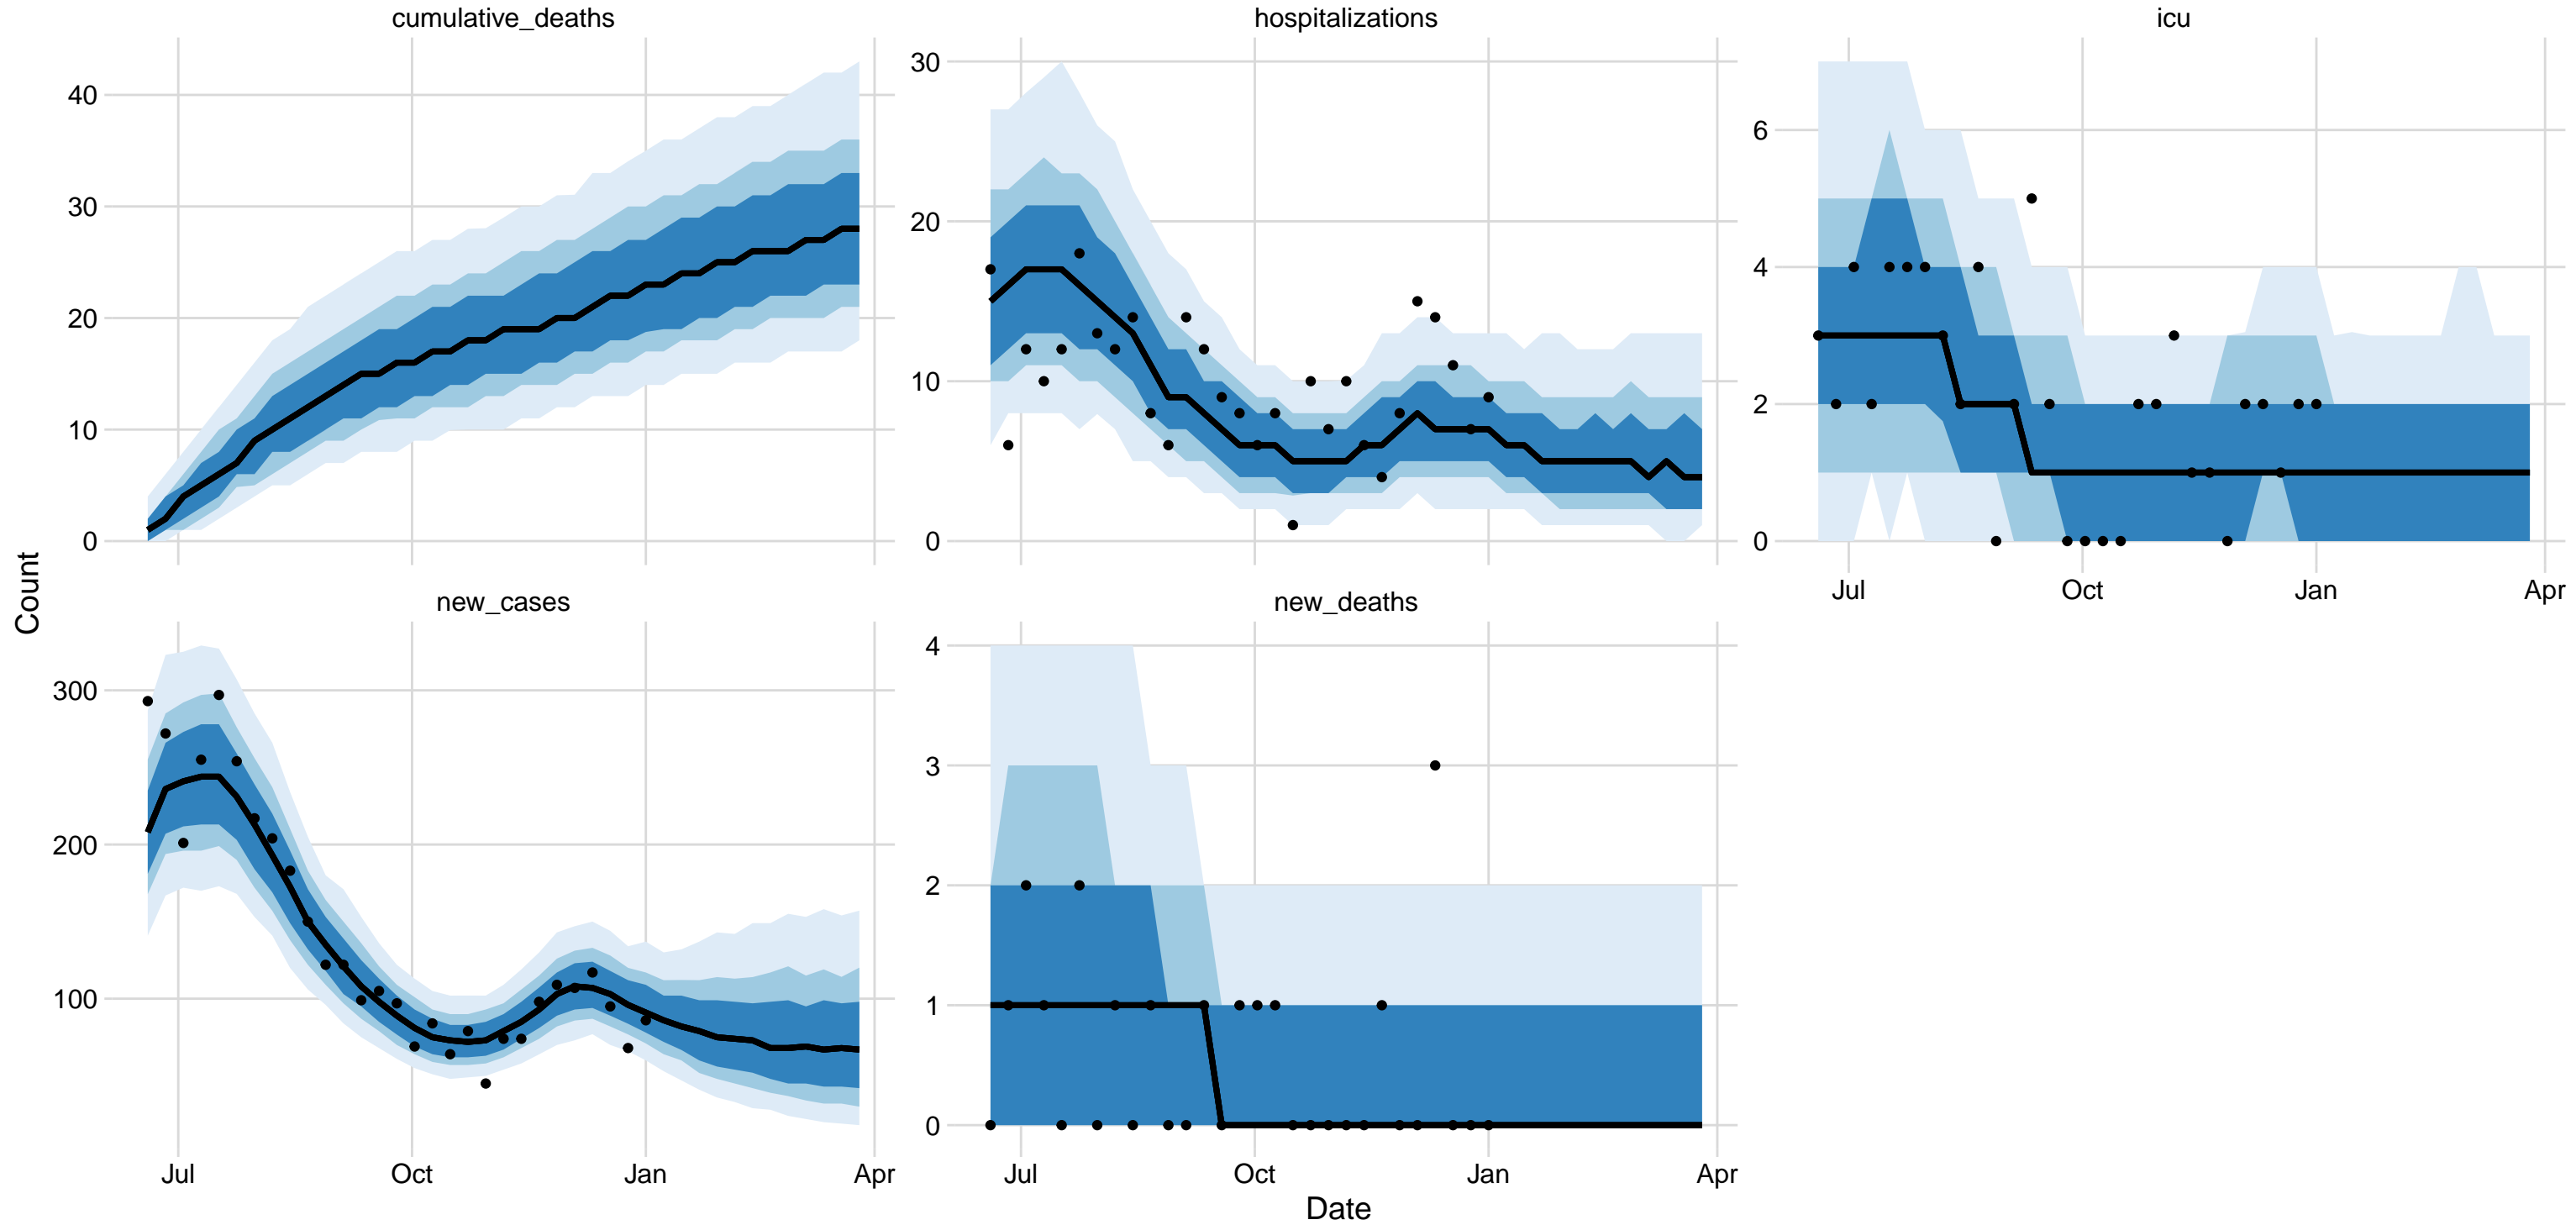 cumulative_deaths
hospitalizations
icu
40
30
20
10
0
30
20
10
0
6
4
2
0
Jul Oct Jan Apr
Count
new_cases
new_deaths
300
200
100
4
3
2
1
0
Jul Oct Jan Apr
Jul Oct Jan Apr
Date